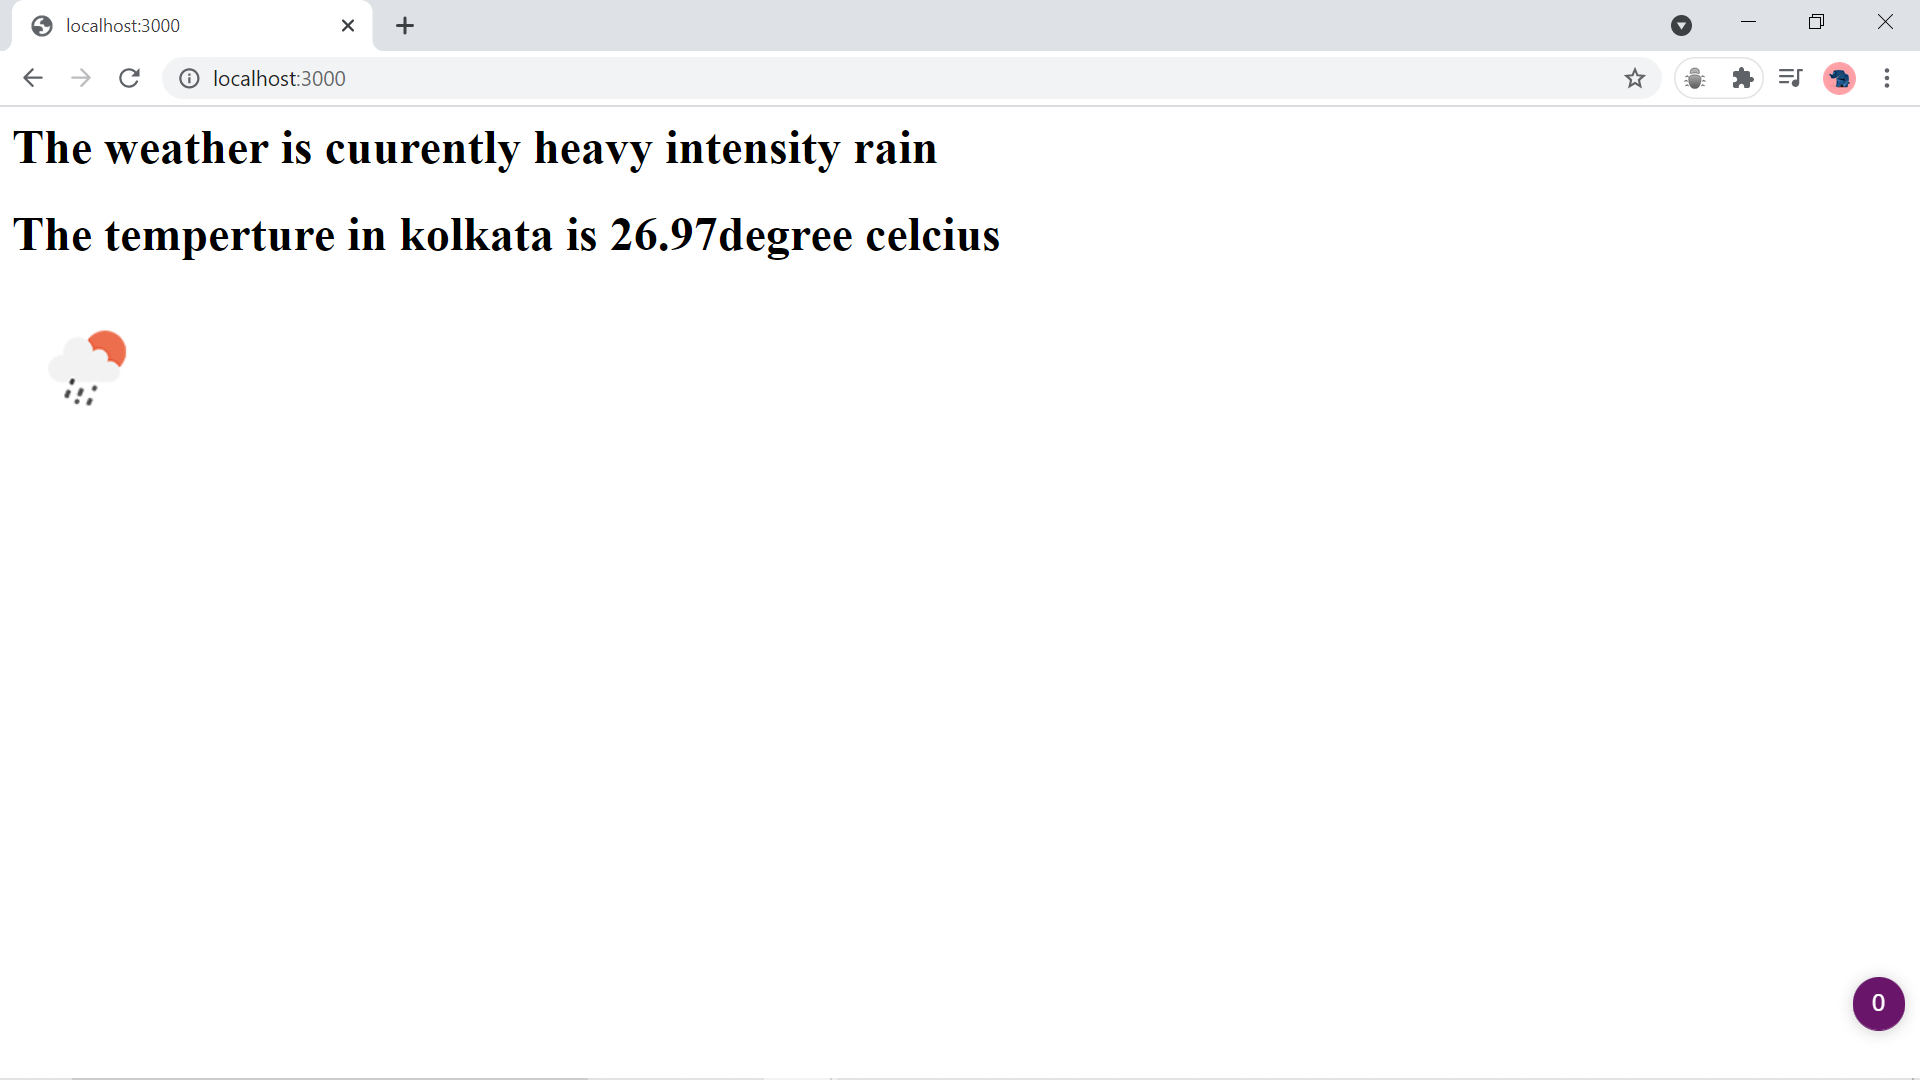 localhost:3000
localhost:3000
The weather is cuurently heavy intensity rain
The temperture in kolkata is 26.97degree celcius
0